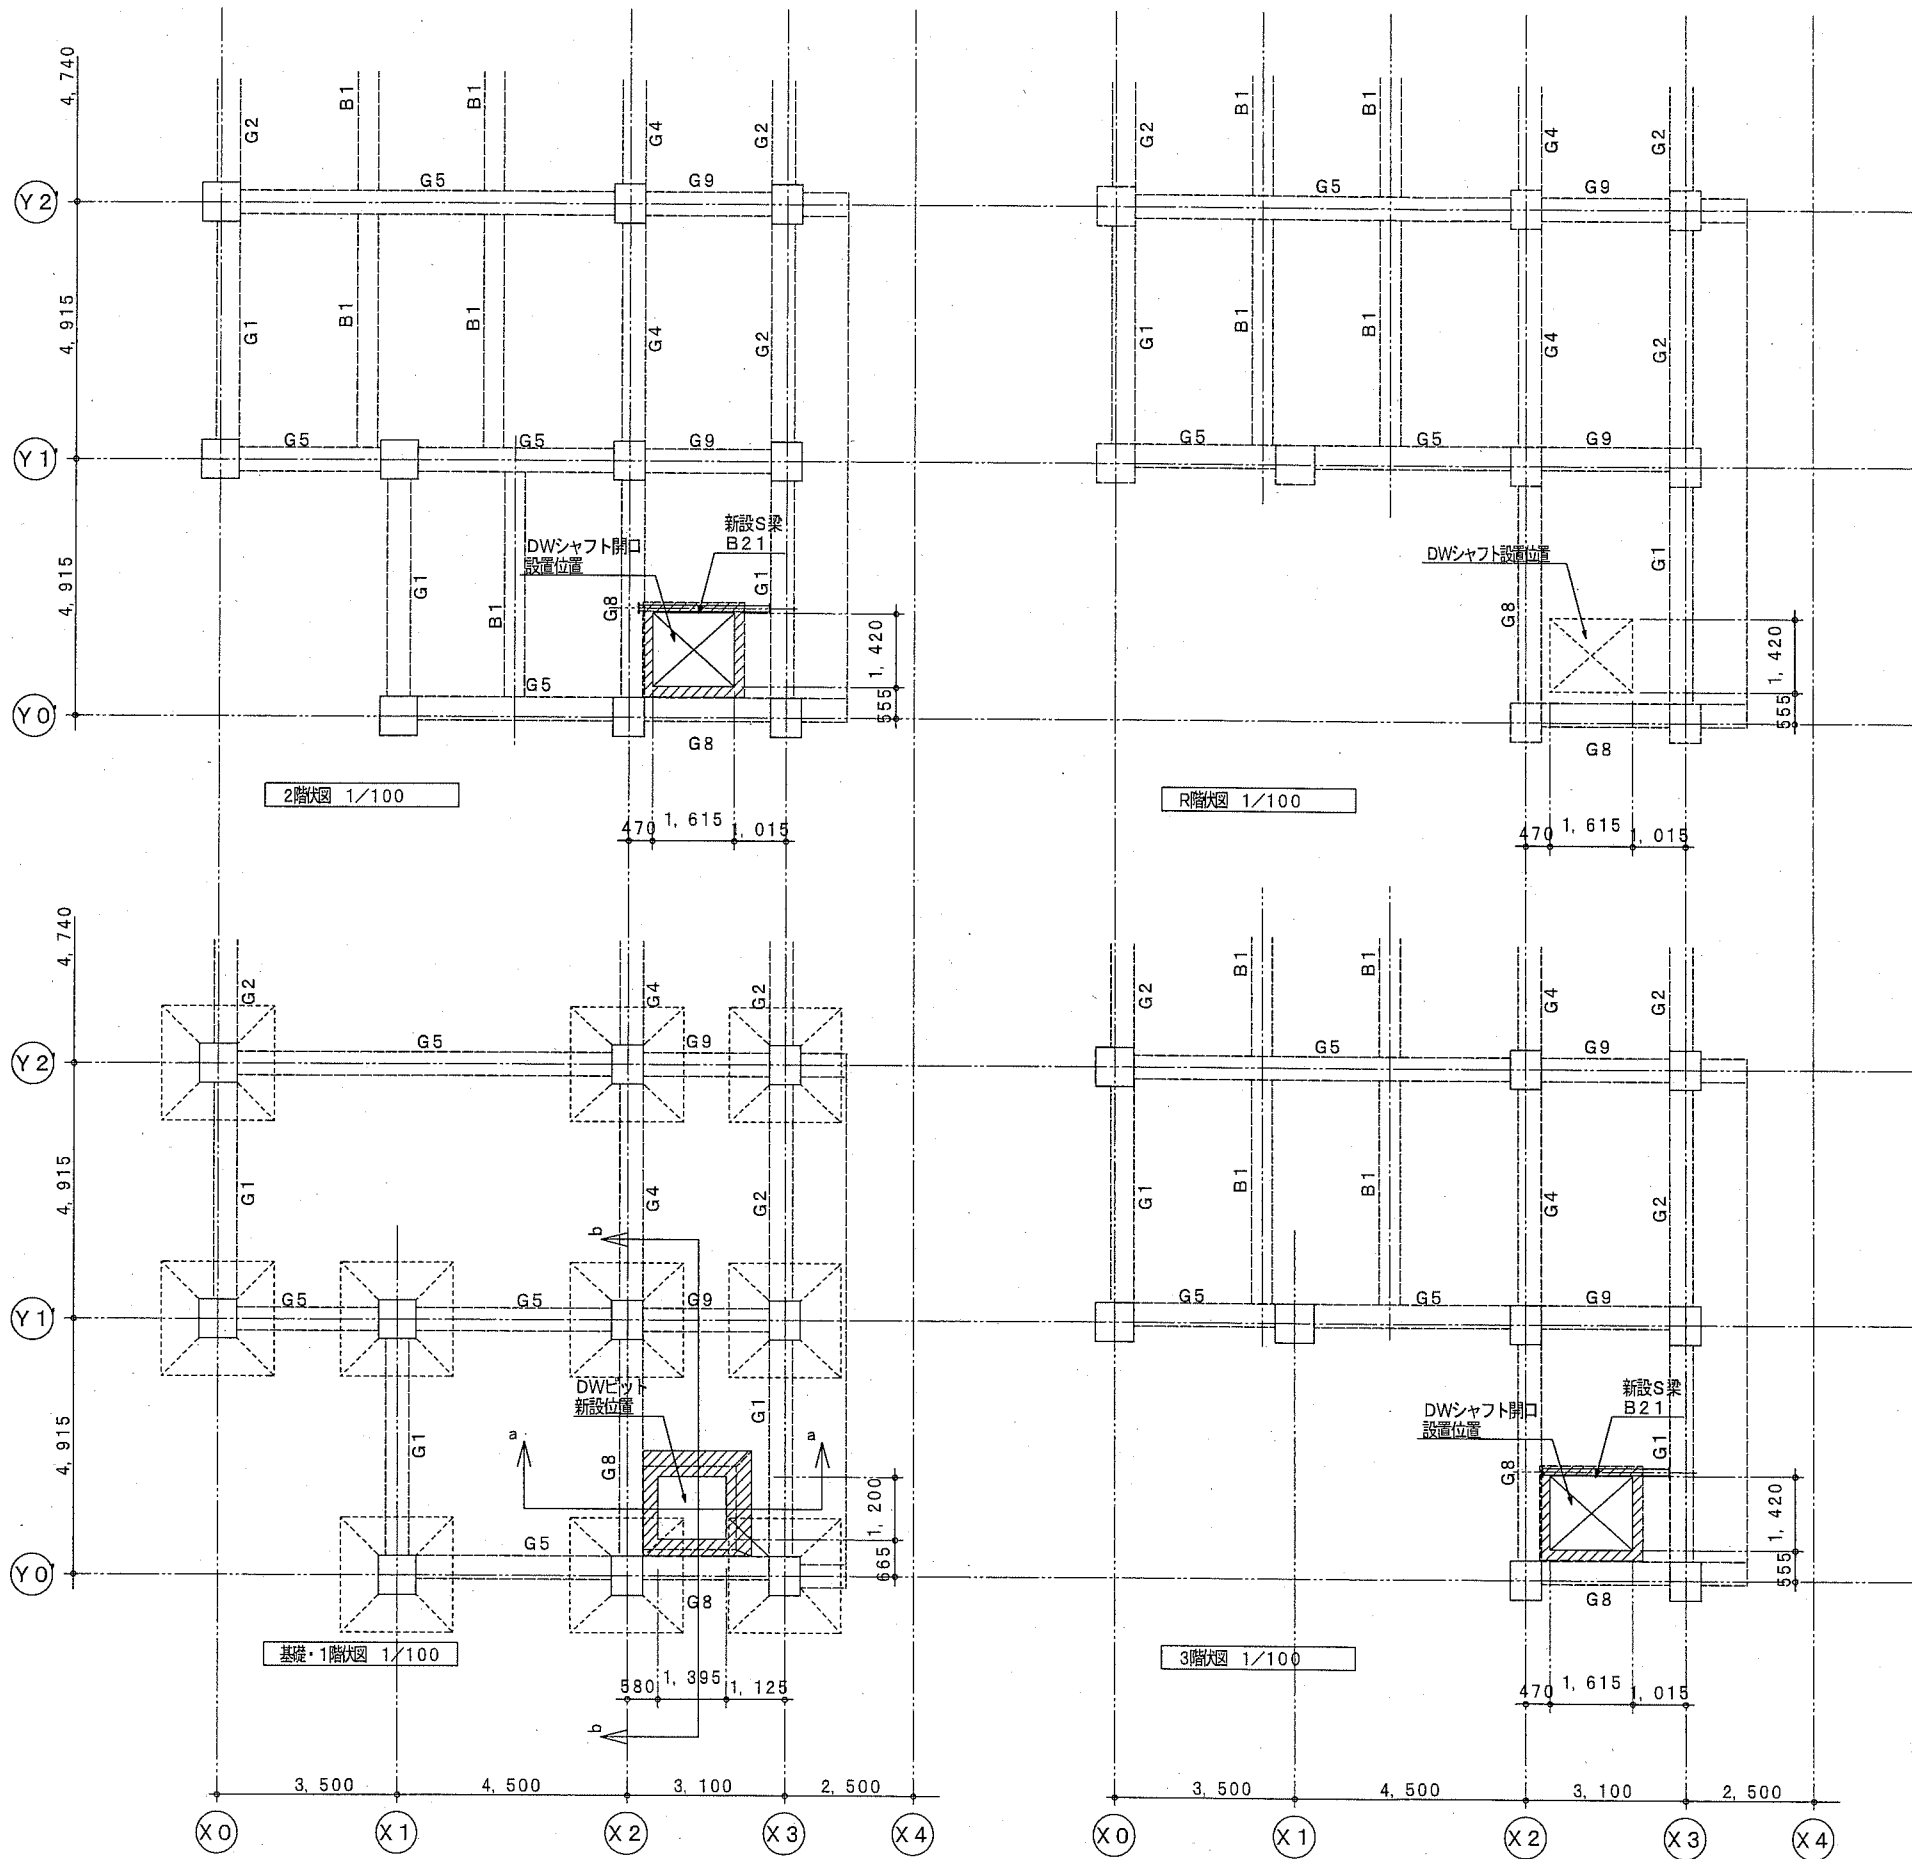 4, 740
4, 915
4, 915
Y2'
Y1'
Y0'
G2
B1
B1
G4
G2
G5
G9
G1
B1
B1
G4
G2
G5
G5
G9
DWシャフト開口
設置位置
新設S梁
B21
G1
B1
G8
G1
G5
G8
1, 420
555
2階伏図 1/100
470
1, 615
1, 015
G2
B1
B1
G4
G2
G5
G9
G1
B1
B1
G4
G2
G5
G5
G9
DWシャフト設置位置
G8
G1
G8
1, 420
555
R階伏図 1/100
470
1, 615
1, 015
4, 740
4, 915
4, 915
Y2'
Y1'
Y0'
G2
G4
G2
G5
G9
G1
G4
G2
b
G5
G5
G9
DWピット
新設位置
a
a
G1
G8
G1
G5
G8
1, 200
665
基礎・1階伏図 1/100
580
1, 395
1, 125
b
3, 500
4, 500
3, 100
2, 500
X0
X1
X2
X3
X4
G2
B1
B1
G4
G2
G5
G9
G1
B1
B1
G4
G2
G5
G5
G9
DWシャフト開口
設置位置
新設S梁
B21
G8
G1
G8
1, 420
555
3階伏図 1/100
470
1, 615
1, 015
3, 500
4, 500
3, 100
2, 500
X0
X1
X2
X3
X4